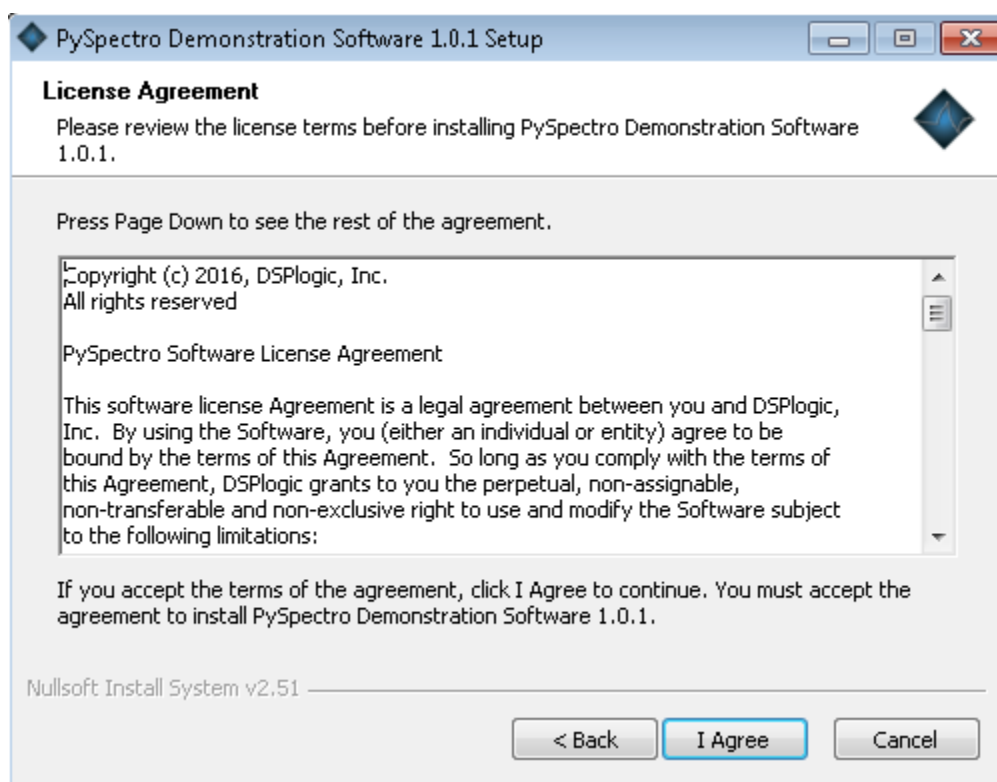 PySpectro Demonstration Software 1.0.1 Setup
License Agreement
Please review the license terms before installing PySpectro Demonstration Software
1.0.1.
Press Page Down to see the rest of the agreement.
Copyright (c) 2016, DSPlogic, Inc.
All rights reserved
PySpectro Software License Agreement
This software license Agreement is a legal agreement between you and DSPlogic,
Inc.  By using the Software, you (either an individual or entity) agree to be
bound by the terms of this Agreement.  So long as you comply with the terms of
this Agreement, DSPlogic grants to you the perpetual, non-assignable,
non-transferable and non-exclusive right to use and modify the Software subject
to the following limitations:
If you accept the terms of the agreement, click I Agree to continue. You must accept the
agreement to install PySpectro Demonstration Software 1.0.1.
Nullsoft Install System v2.51
< Back I Agree Cancel